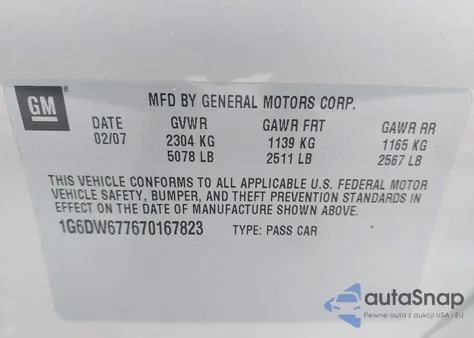 GM
MFD BY GENERAL MOTORS CORP.
DATE GVWR GAWR FRT GAWR RR
02/07 2304 KG 1139 KG 1165 KG
5078 LB 2511 LB 2567 LB
THIS VEHICLE CONFORMS TO ALL APPLICABLE U.S. FEDERAL MOTOR
VEHICLE SAFETY, BUMPER, AND THEFT PREVENTION STANDARDS IN
EFFECT ON THE DATE OF MANUFACTURE SHOWN ABOVE.
1G6DW677670167823 TYPE: PASS CAR
autoSnap
Pewne auta z aukcji USA i EU